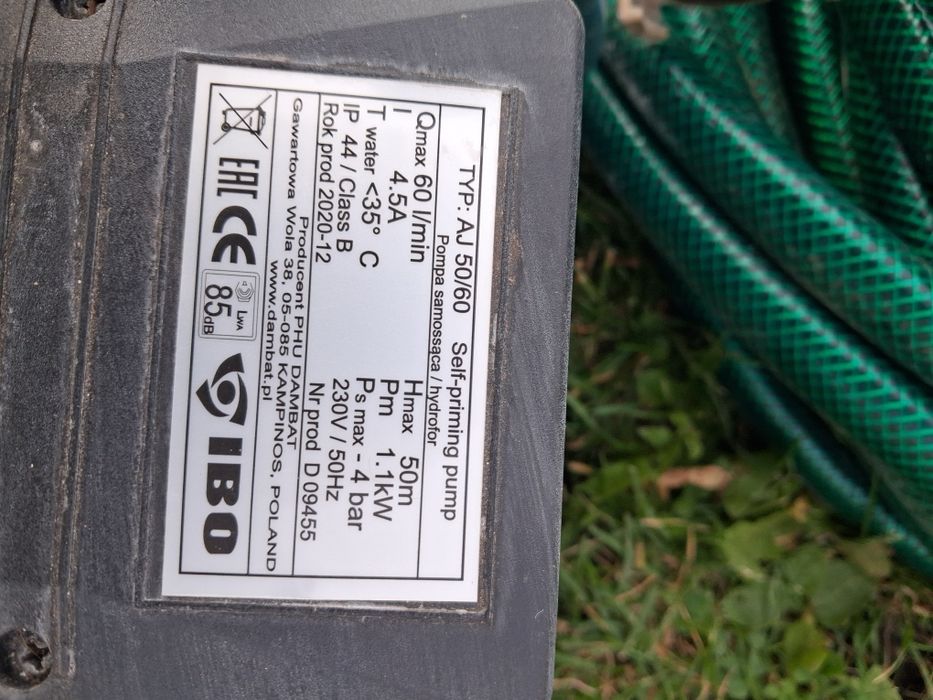 TYP: AJ 50/60 Self-priming pump
Pompa samossąca / hydrofor
Qmax 60 l/min Hmax 50m
I 4.5A Pm 1.1kW
T water <35° C Ps max - 4 bar
IP 44 / Class B 230V / 50Hz
Rok prod 2020-12 Nr prod D 09455
Producent PHU DAMBAT
Gawartowa Wola 38, 05-085 KAMPINOS, POLAND
www.dambat.pl
EAC CE LWA 85dB IBO